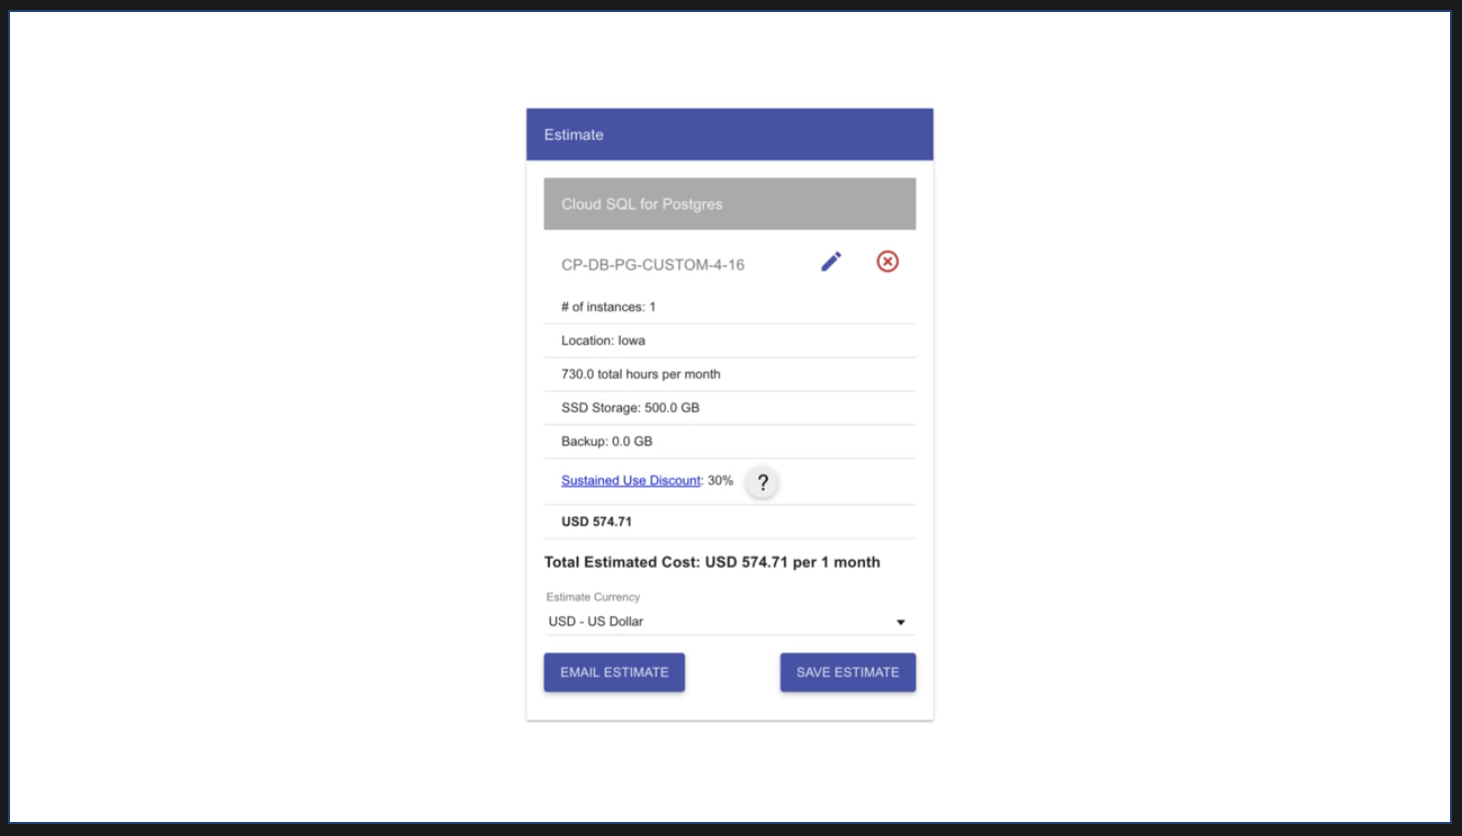 Estimate
Cloud SQL for Postgres
CP-DB-PG-CUSTOM-4-16
# of instances: 1
Location: Iowa
730.0 total hours per month
SSD Storage: 500.0 GB
Backup: 0.0 GB
Sustained Use Discount: 30% ?
USD 574.71
Total Estimated Cost: USD 574.71 per 1 month
Estimate Currency
USD - US Dollar
EMAIL ESTIMATE SAVE ESTIMATE